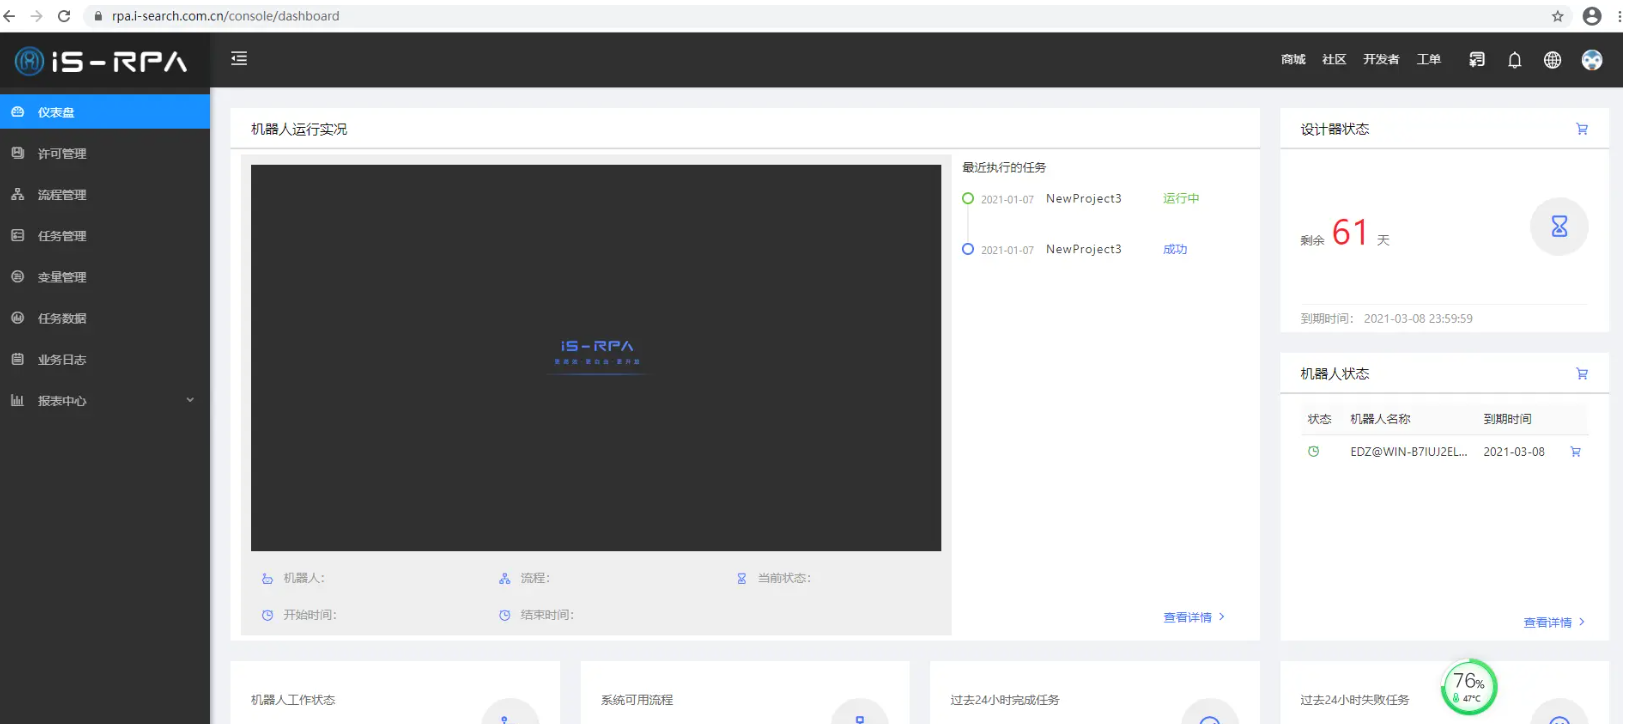 rpa.i-search.com.cn/console/dashboard
iS-RPA
商城 社区 开发者 工单
仪表盘
许可管理
流程管理
任务管理
变量管理
任务数据
业务日志
报表中心
机器人运行实况
iS-RPA
最近执行的任务
2021-01-07 NewProject3 运行中
2021-01-07 NewProject3 成功
机器人: 流程: 当前状态:
开始时间: 结束时间:
查看详情
设计器状态
剩余 61 天
到期时间: 2021-03-08 23:59:59
机器人状态
状态 机器人名称 到期时间
EDZ@WIN-B7IUJ2EL... 2021-03-08
查看详情
机器人工作状态
系统可用流程
过去24小时完成任务
过去24小时失败任务
76%
47°C